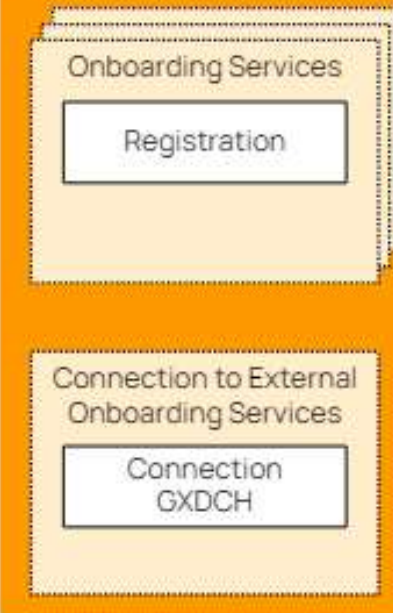 Onboarding Services
Registration
Connection to External
Onboarding Services
Connection
GXDCH